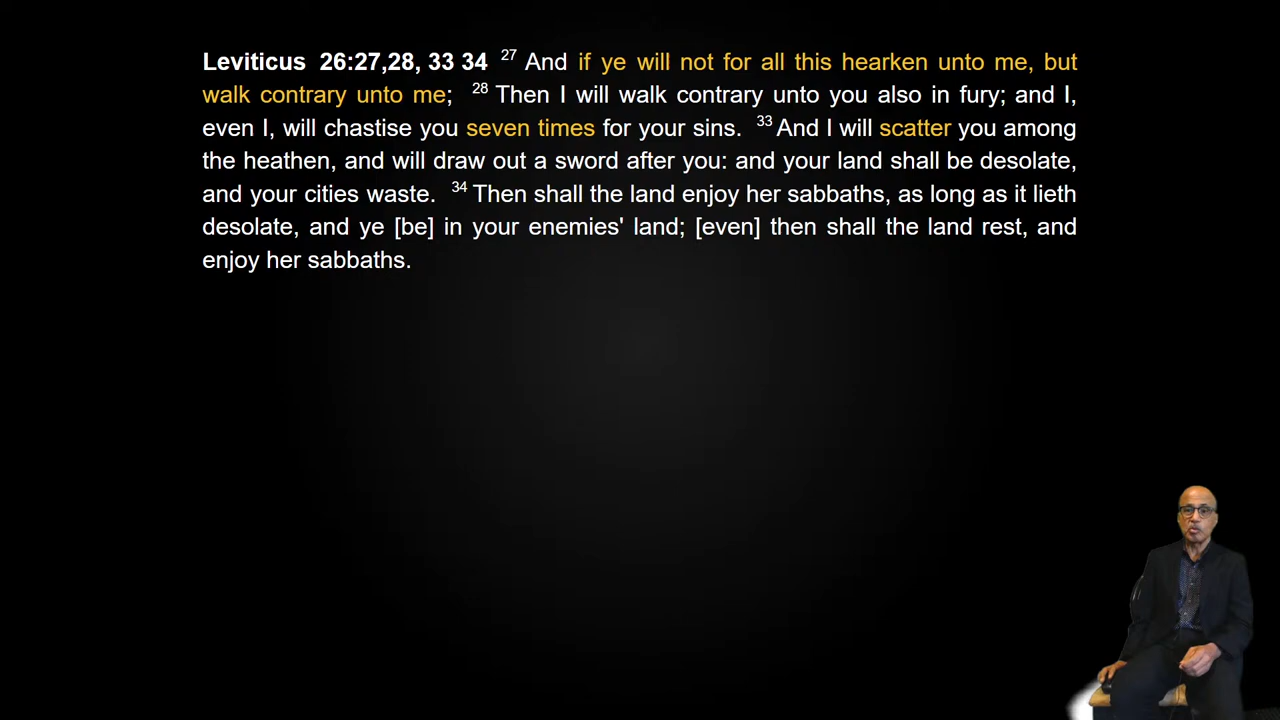 Leviticus 26:27,28, 33 34 27 And if ye will not for all this hearken unto me, but
walk contrary unto me; 28 Then I will walk contrary unto you also in fury; and I,
even I, will chastise you seven times for your sins. 33 And I will scatter you among
the heathen, and will draw out a sword after you: and your land shall be desolate,
and your cities waste. 34 Then shall the land enjoy her sabbaths, as long as it lieth
desolate, and ye [be] in your enemies' land; [even] then shall the land rest, and
enjoy her sabbaths.